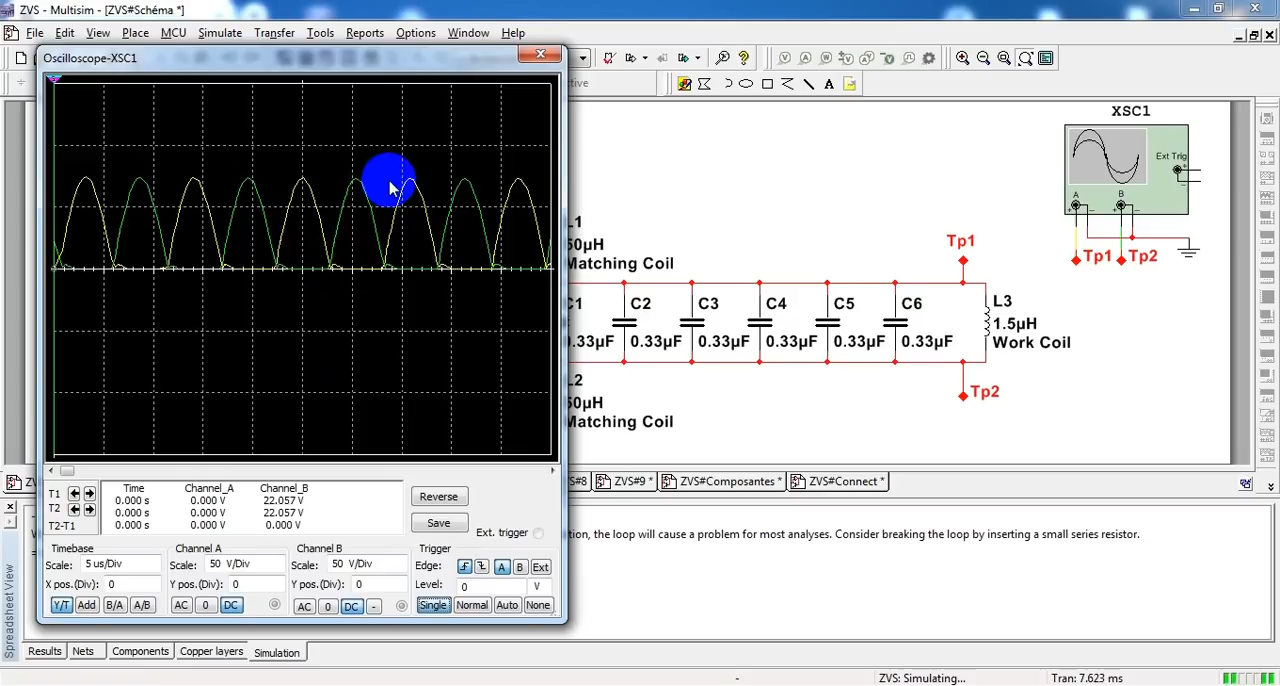 ZVS - Multisim - [ZVS#Schéma *]
File Edit View Place MCU Simulate Transfer Tools Reports Options Window Help
Oscilloscope-XSC1
XSC1
Ext Trig
A B
Tp1 Tp2
L1
50µH
Matching Coil
Tp1
C1 C2 C3 C4 C5 C6 L3
1.5µH
0.33µF 0.33µF 0.33µF 0.33µF 0.33µF 0.33µF Work Coil
L2
50µH
Matching Coil
Tp2
#8 ZVS#9 * ZVS#Composantes * ZVS#Connect *
Time Channel_A Channel_B
T1 0.000 s 0.000 V 22.057 V
T2 0.000 s 0.000 V 22.057 V
T2-T1 0.000 s 0.000 V 0.000 V
Reverse
Save
Ext. trigger
Timebase
Scale: 5 us/Div
X pos.(Div): 0
Y/T Add B/A A/B
Channel A
Scale: 50 V/Div
Y pos.(Div): 0
AC 0 DC
Channel B
Scale: 50 V/Div
Y pos.(Div): 0
AC 0 DC -
Trigger
Edge: A B Ext
Level: 0 V
Single Normal Auto None
tion, the loop will cause a problem for most analyses. Consider breaking the loop by inserting a small series resistor.
Spreadsheet View
Results Nets Components Copper layers Simulation
- ZVS: Simulating... Tran: 7.623 ms